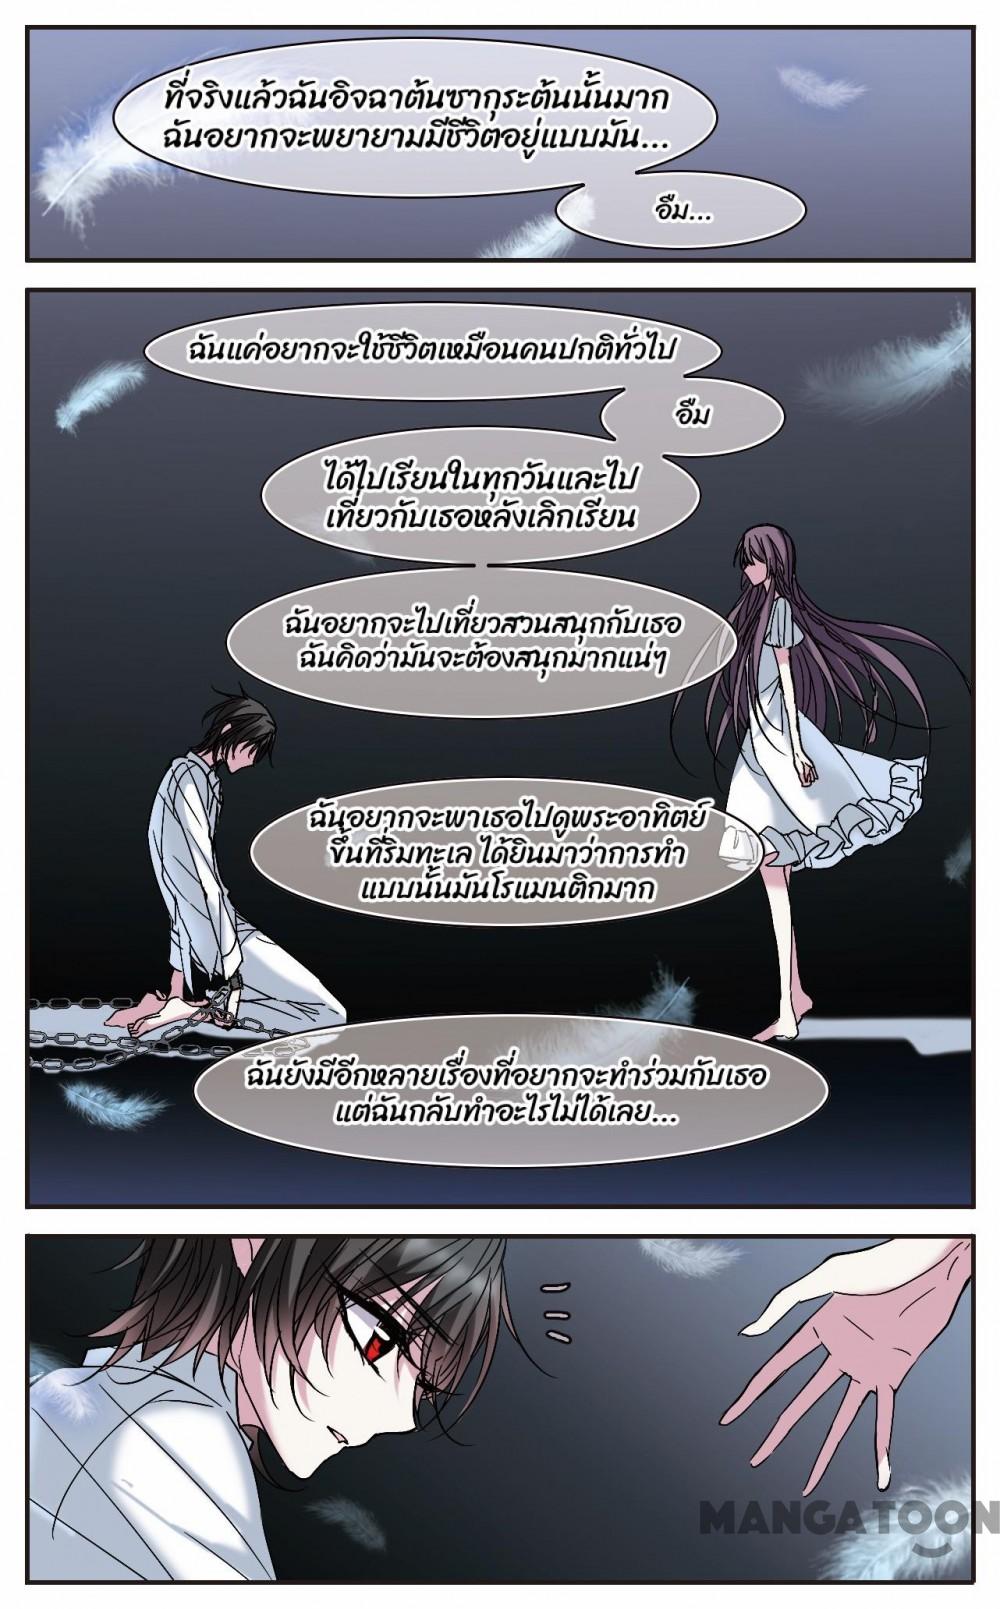 ที่จริงแล้วฉันอิจฉาต้นซากุระต้นนั้นมาก
ฉันอยากจะพยายามมีชีวิตอยู่แบบมัน...
อืม...
ฉันแค่อยากจะใช้ชีวิตเหมือนคนปกติทั่วไป
อืม
ได้ไปเรียนในทุกวันและไป
เที่ยวกับเธอหลังเลิกเรียน
ฉันอยากจะไปเที่ยวสวนสนุกกับเธอ
ฉันคิดว่ามันจะต้องสนุกมากแน่ๆ
ฉันอยากจะพาเธอไปดูพระอาทิตย์
ขึ้นที่ริมทะเล ได้ยินมาว่าการทำ
แบบนั้นมันโรแมนติกมาก
ฉันยังมีอีกหลายเรื่องที่อยากจะทำร่วมกับเธอ
แต่ฉันกลับทำอะไรไม่ได้เลย...
MANGATOON